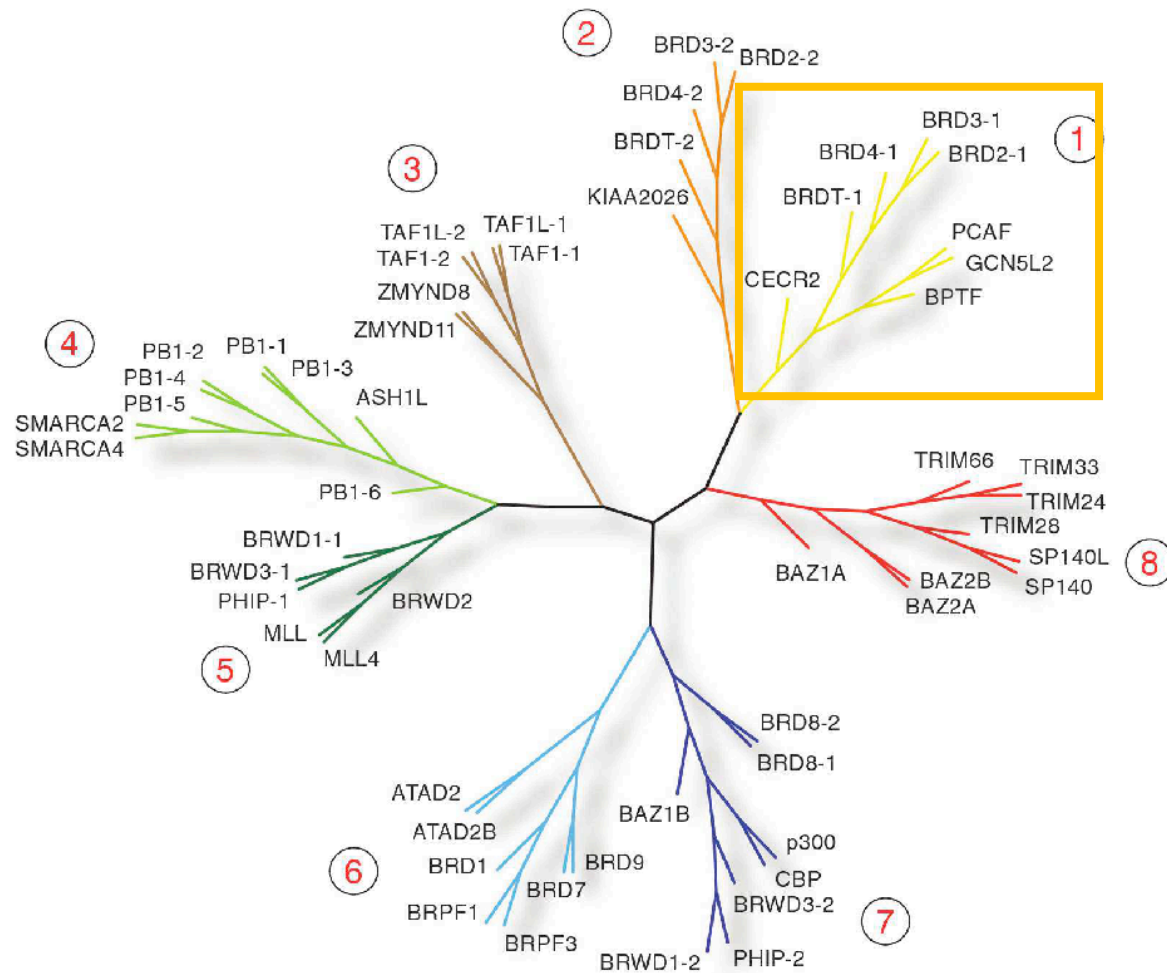 2
BRD3-2
BRD2-2
BRD4-2
BRDT-2
KIAA2026
1
BRD3-1
BRD2-1
BRD4-1
BRDT-1
PCAF
GCN5L2
BPTF
CECR2
3
TAF1L-2
TAF1L-1
TAF1-2
TAF1-1
ZMYND8
ZMYND11
4
PB1-2
PB1-1
PB1-4
PB1-3
PB1-5
ASH1L
SMARCA2
SMARCA4
PB1-6
BRWD1-1
BRWD3-1
PHIP-1
BRWD2
MLL
MLL4
5
TRIM66
TRIM33
TRIM24
TRIM28
SP140L
SP140
BAZ1A
BAZ2B
BAZ2A
8
ATAD2
ATAD2B
BRD1
BRD9
BRD7
BRPF1
BRPF3
6
BRD8-2
BRD8-1
BAZ1B
p300
CBP
BRWD3-2
PHIP-2
BRWD1-2
7